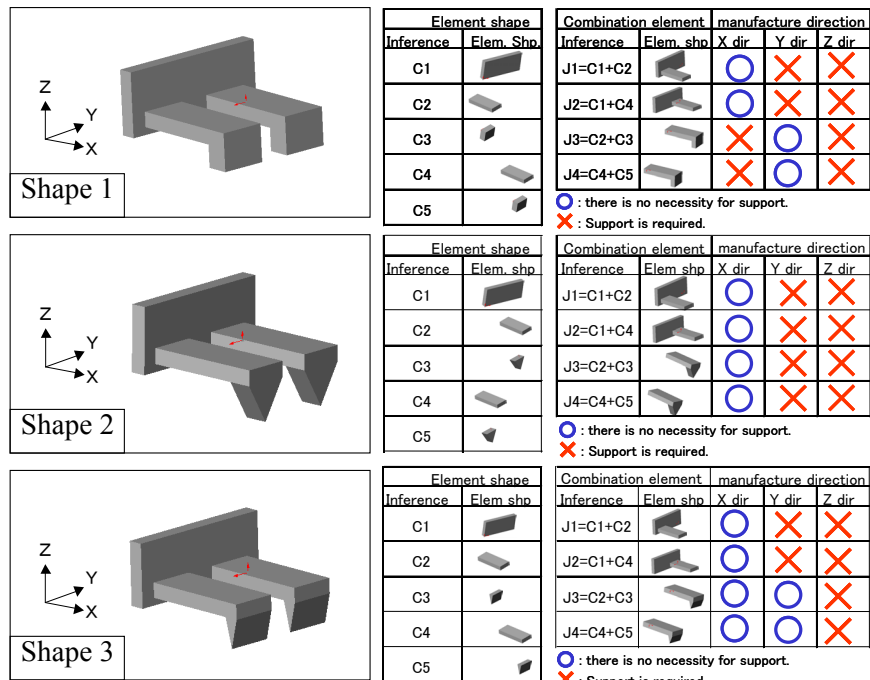 Z
Y
X
Shape 1
Element shape
Inference Elem. Shp.
C1
C2
C3
C4
C5
Combination element manufacture direction
Inference Elem. shp X dir Y dir Z dir
J1=C1+C2
J2=C1+C4
J3=C2+C3
J4=C4+C5
: there is no necessity for support.
: Support is required.
Z
Y
X
Shape 2
Element shape
Inference Elem. shp
C1
C2
C3
C4
C5
Combination element manufacture direction
Inference Elem shp X dir Y dir Z dir
J1=C1+C2
J2=C1+C4
J3=C2+C3
J4=C4+C5
: there is no necessity for support.
: Support is required.
Z
Y
X
Shape 3
Element shape
Inference Elem shp
C1
C2
C3
C4
C5
Combination element manufacture direction
Inference Elem shp X dir Y dir Z dir
J1=C1+C2
J2=C1+C4
J3=C2+C3
J4=C4+C5
: there is no necessity for support.
: Support is required.